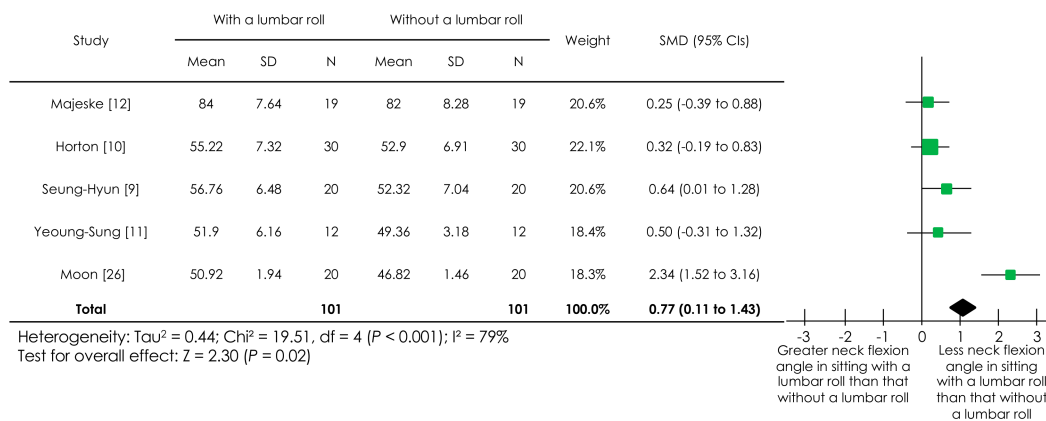 With a lumbar roll Without a lumbar roll
Study Weight SMD (95% CIs)
Mean SD N Mean SD N
Majeske [12] 84 7.64 19 82 8.28 19 20.6% 0.25 (-0.39 to 0.88)
Horton [10] 55.22 7.32 30 52.9 6.91 30 22.1% 0.32 (-0.19 to 0.83)
Seung-Hyun [9] 56.76 6.48 20 52.32 7.04 20 20.6% 0.64 (0.01 to 1.28)
Yeoung-Sung [11] 51.9 6.16 12 49.36 3.18 12 18.4% 0.50 (-0.31 to 1.32)
Moon [26] 50.92 1.94 20 46.82 1.46 20 18.3% 2.34 (1.52 to 3.16)
Total 101 101 100.0% 0.77 (0.11 to 1.43)
Heterogeneity: Tau² = 0.44; Chi² = 19.51, df = 4 (P < 0.001); I² = 79%
Test for overall effect: Z = 2.30 (P = 0.02)
-3 -2 -1 0 1 2 3
Greater neck flexion
angle in sitting with a
lumbar roll than that
without a lumbar roll
Less neck flexion
angle in sitting
with a lumbar roll
than that without
a lumbar roll